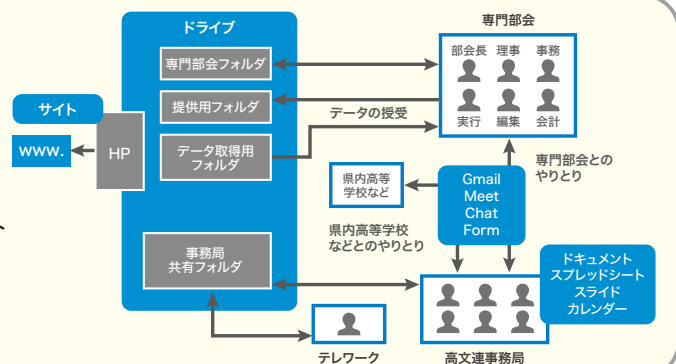 ドライブ
専門部会フォルダ
提供用フォルダ
データ取得用
フォルダ
サイト
www.
HP
事務局
共有フォルダ
データの授受
専門部会
部会長 理事 事務
実行 編集 会計
県内高等
学校など
Gmail
Meet
Chat
Form
専門部会との
やりとり
県内高等学校
などとのやりとり
ドキュメント
スプレッドシート
スライド
カレンダー
テレワーク
高文連事務局